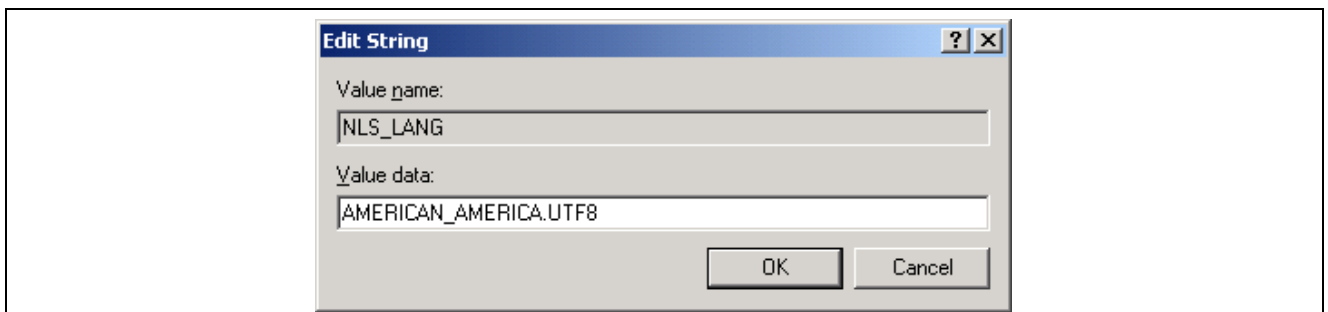 Edit String
Value name:
NLS_LANG
Value data:
AMERICAN_AMERICA.UTF8
OK Cancel